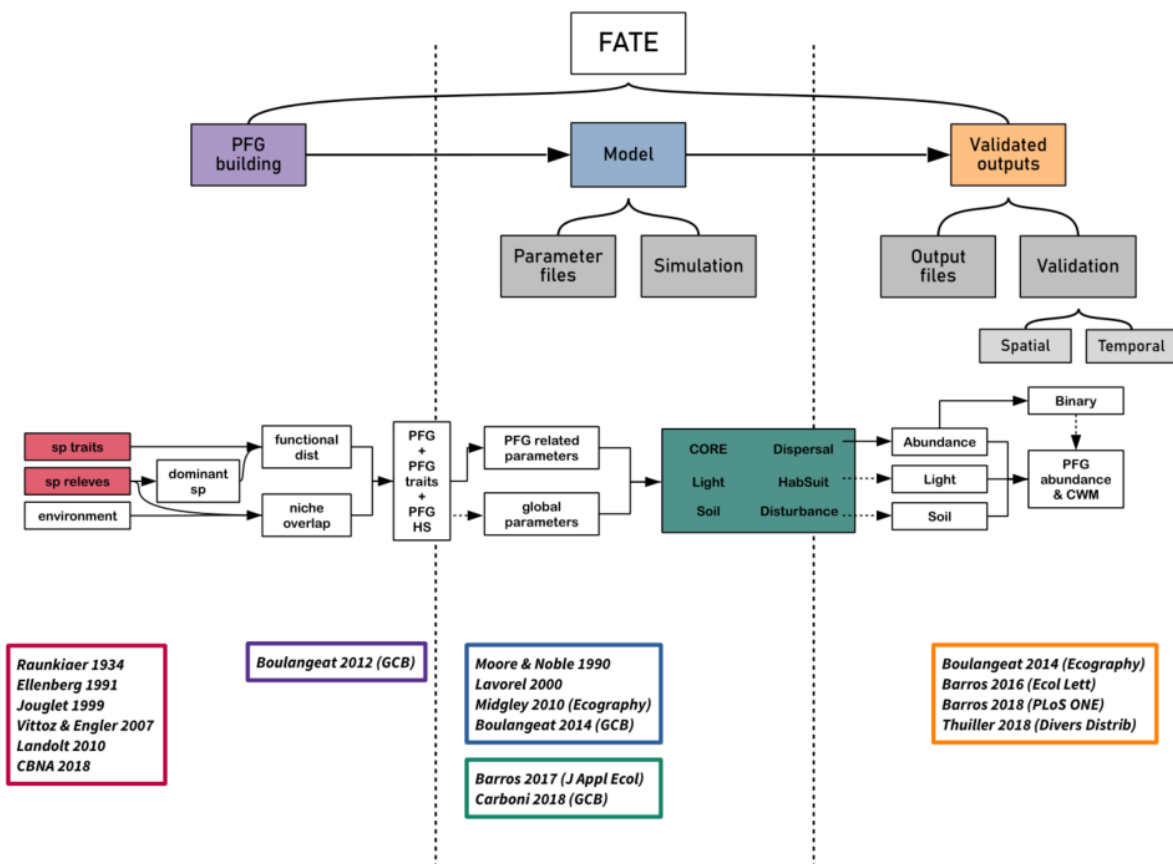 FATE
PFG
building
Model
Validated
outputs
Parameter
files
Simulation
Output
files
Validation
Spatial
Temporal
sp traits
sp releves
environment
dominant
sp
functional
dist
niche
overlap
PFG
+
PFG
traits
+
PFG
HS
PFG related
parameters
global
parameters
CORE
Dispersal
Light
HabSuit
Soil
Disturbance
Abundance
Light
Soil
Binary
PFG
abundance
& CWM
Raunkiaer 1934
Ellenberg 1991
Jouglet 1999
Vittoz & Engler 2007
Landolt 2010
CBNA 2018
Boulangeat 2012 (GCB)
Moore & Noble 1990
Lavorel 2000
Midgley 2010 (Ecography)
Boulangeat 2014 (GCB)
Barros 2017 (J Appl Ecol)
Carboni 2018 (GCB)
Boulangeat 2014 (Ecography)
Barros 2016 (Ecol Lett)
Barros 2018 (PLoS ONE)
Thuiller 2018 (Divers Distrib)